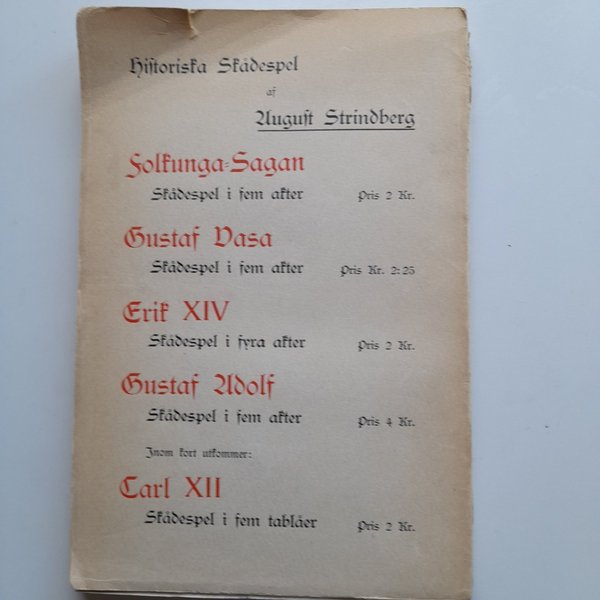 Historiska Skådespel
af
August Strindberg
Folkunga-Sagan
Skådespel i fem akter Pris 2 Kr.
Gustaf Vasa
Skådespel i fem akter Pris Kr. 2:25
Erik XIV
Skådespel i fyra akter Pris 2 Kr.
Gustaf Adolf
Skådespel i fem akter Pris 4 Kr.
Inom kort utkommer:
Carl XII
Skådespel i fem tablåer Pris 2 Kr.